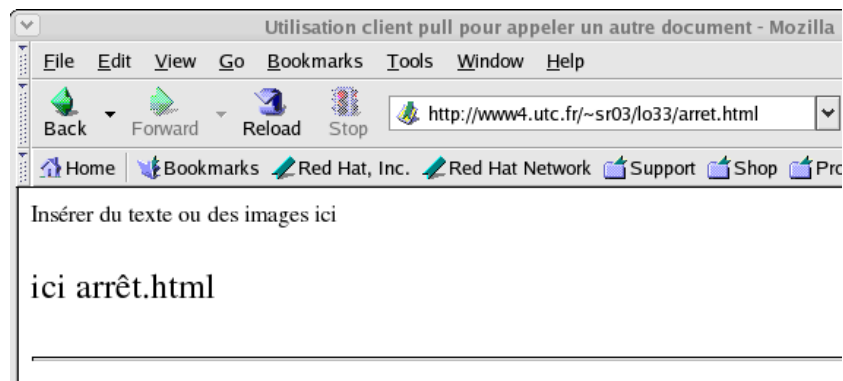 Utilisation client pull pour appeler un autre document - Mozilla
File Edit View Go Bookmarks Tools Window Help
Back Forward Reload Stop http://www4.utc.fr/~sr03/lo33/arret.html
Home Bookmarks Red Hat, Inc. Red Hat Network Support Shop Pro
Insérer du texte ou des images ici
ici arrêt.html